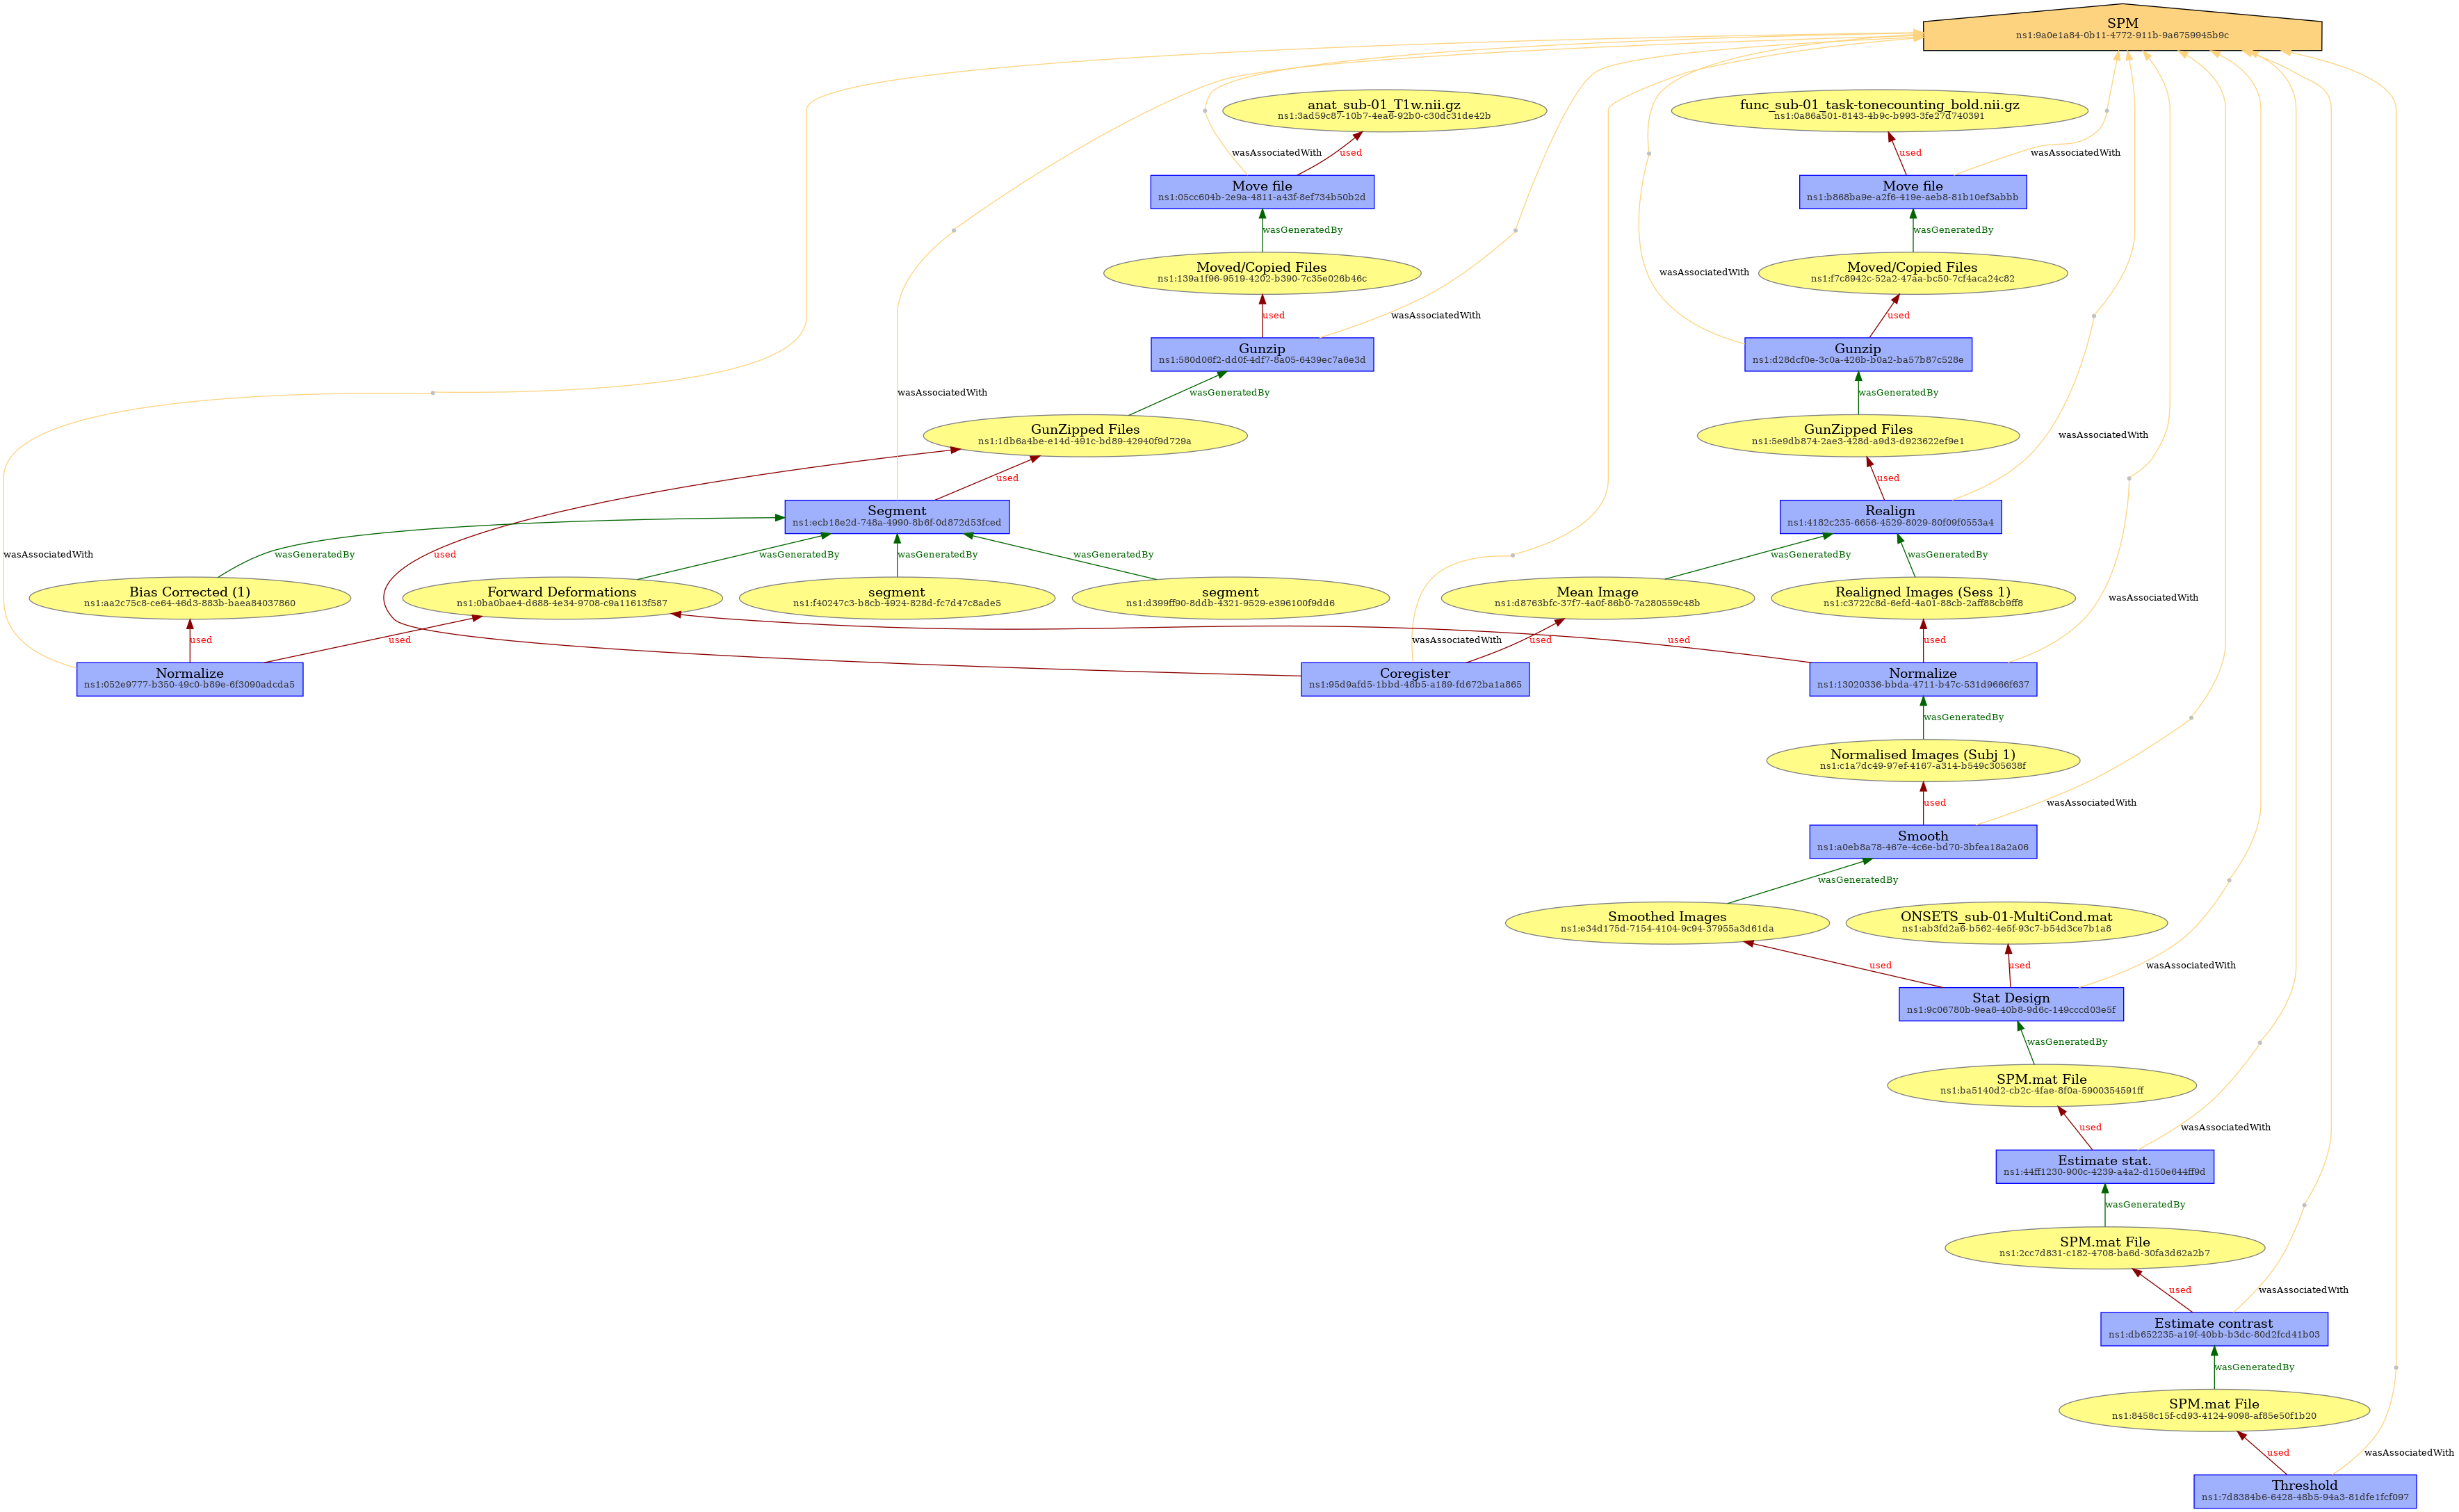 SPM
ns1:9a0e1a84-0b11-4772-911b-9a6759945b9c
anat_sub-01_T1w.nii.gz
ns1:3ad59c87-10b7-4ea6-92b0-c30dc31de42b
func_sub-01_task-tonecounting_bold.nii.gz
ns1:0a86a501-8143-4b9c-b993-3fe27d740391
wasAssociatedWith
used
used
wasAssociatedWith
Move file
ns1:05cc604b-2e9a-4811-a43f-8ef734b50b2d
Move file
ns1:b868ba9e-a2f6-419e-aeb8-81b10ef3abbb
wasGeneratedBy
wasGeneratedBy
Moved/Copied Files
ns1:139a1f96-9519-4202-b390-7c35e026b46c
wasAssociatedWith
Moved/Copied Files
ns1:f7c8942c-52a2-47aa-bc50-7cf4aca24c82
used
wasAssociatedWith
used
Gunzip
ns1:580d06f2-dd0f-4df7-8a05-6439ec7a6e3d
Gunzip
ns1:d28dcf0e-3c0a-426b-b0a2-ba57b87c528e
wasAssociatedWith
wasGeneratedBy
wasGeneratedBy
GunZipped Files
ns1:1db6a4be-e14d-491c-bd89-42940f9d729a
GunZipped Files
ns1:5e9db874-2ae3-428d-a9d3-d923622ef9e1
wasAssociatedWith
used
used
Segment
ns1:ecb18e2d-748a-4990-8b6f-0d872d53fced
Realign
ns1:4182c235-6656-4529-8029-80f09f0553a4
wasAssociatedWith
wasGeneratedBy
used
wasGeneratedBy
wasGeneratedBy
wasGeneratedBy
wasGeneratedBy
wasGeneratedBy
Bias Corrected (1)
ns1:aa2c75c8-ce64-46d3-883b-baea84037860
Forward Deformations
ns1:0ba0bae4-d688-4e34-9708-c9a11613f587
segment
ns1:f40247c3-b8cb-4924-828d-fc7d47c8ade5
segment
ns1:d399ff90-8ddb-4321-9529-e396100f9dd6
Mean Image
ns1:d8763bfc-37f7-4a0f-86b0-7a280559c48b
Realigned Images (Sess 1)
ns1:c3722c8d-6efd-4a01-88cb-2aff88cb9ff8
wasAssociatedWith
used
used
wasAssociatedWith
used
used
used
Normalize
ns1:052e9777-b350-49c0-b89e-6f3090adcda5
Coregister
ns1:95d9afd5-1bbd-48b5-a189-fd672ba1a865
Normalize
ns1:13020336-bbda-4711-b47c-531d9666f637
wasGeneratedBy
Normalised Images (Subj 1)
ns1:c1a7dc49-97ef-4167-a314-b549c305638f
used
wasAssociatedWith
Smooth
ns1:a0eb8a78-467e-4c6e-bd70-3bfea18a2a06
wasGeneratedBy
Smoothed Images
ns1:e34d175d-7154-4104-9c94-37955a3d61da
ONSETS_sub-01-MultiCond.mat
ns1:ab3fd2a6-b562-4e5f-93c7-b54d3ce7b1a8
used
used
wasAssociatedWith
Stat Design
ns1:9c06780b-9ea6-40b8-9d6c-149cccd03e5f
wasGeneratedBy
SPM.mat File
ns1:ba5140d2-cb2c-4fae-8f0a-5900354591ff
used
wasAssociatedWith
Estimate stat.
ns1:44ff1230-900c-4239-a4a2-d150e644ff9d
wasGeneratedBy
SPM.mat File
ns1:2cc7d831-c182-4708-ba6d-30fa3d62a2b7
used
wasAssociatedWith
Estimate contrast
ns1:db652235-a19f-40bb-b3dc-80d2fcd41b03
wasGeneratedBy
SPM.mat File
ns1:8458c15f-cd93-4124-9098-af85e50f1b20
used
wasAssociatedWith
Threshold
ns1:7d8384b6-6428-48b5-94a3-81dfe1fcf097